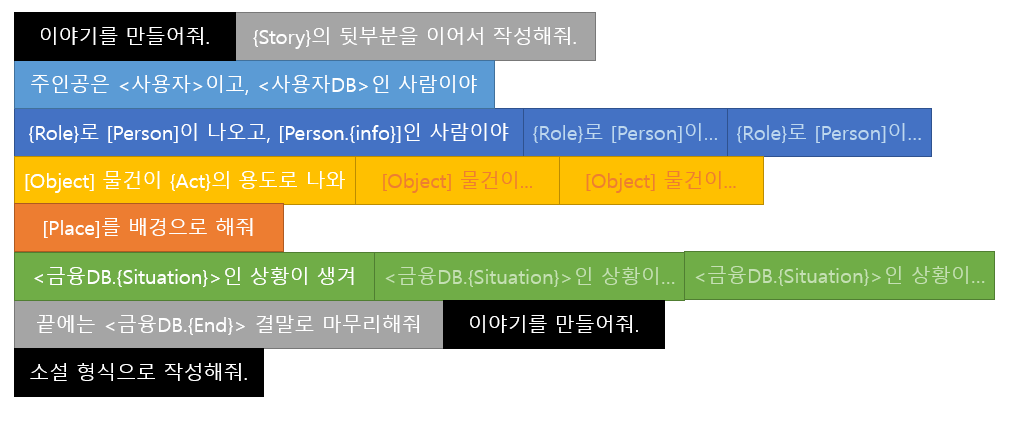 이야기를 만들어줘. {Story}의 뒷부분을 이어서 작성해줘.
주인공은 <사용자>이고, <사용자DB>인 사람이야
{Role}로 [Person]이 나오고, [Person.{info}]인 사람이야 {Role}로 [Person]이... {Role}로 [Person]이...
[Object] 물건이 {Act}의 용도로 나와 [Object] 물건이... [Object] 물건이...
[Place]를 배경으로 해줘
<금융DB.{Situation}>인 상황이 생겨 <금융DB.{Situation}>인 상황이... <금융DB.{Situation}>인 상황이...
끝에는 <금융DB.{End}> 결말로 마무리해줘 이야기를 만들어줘.
소설 형식으로 작성해줘.